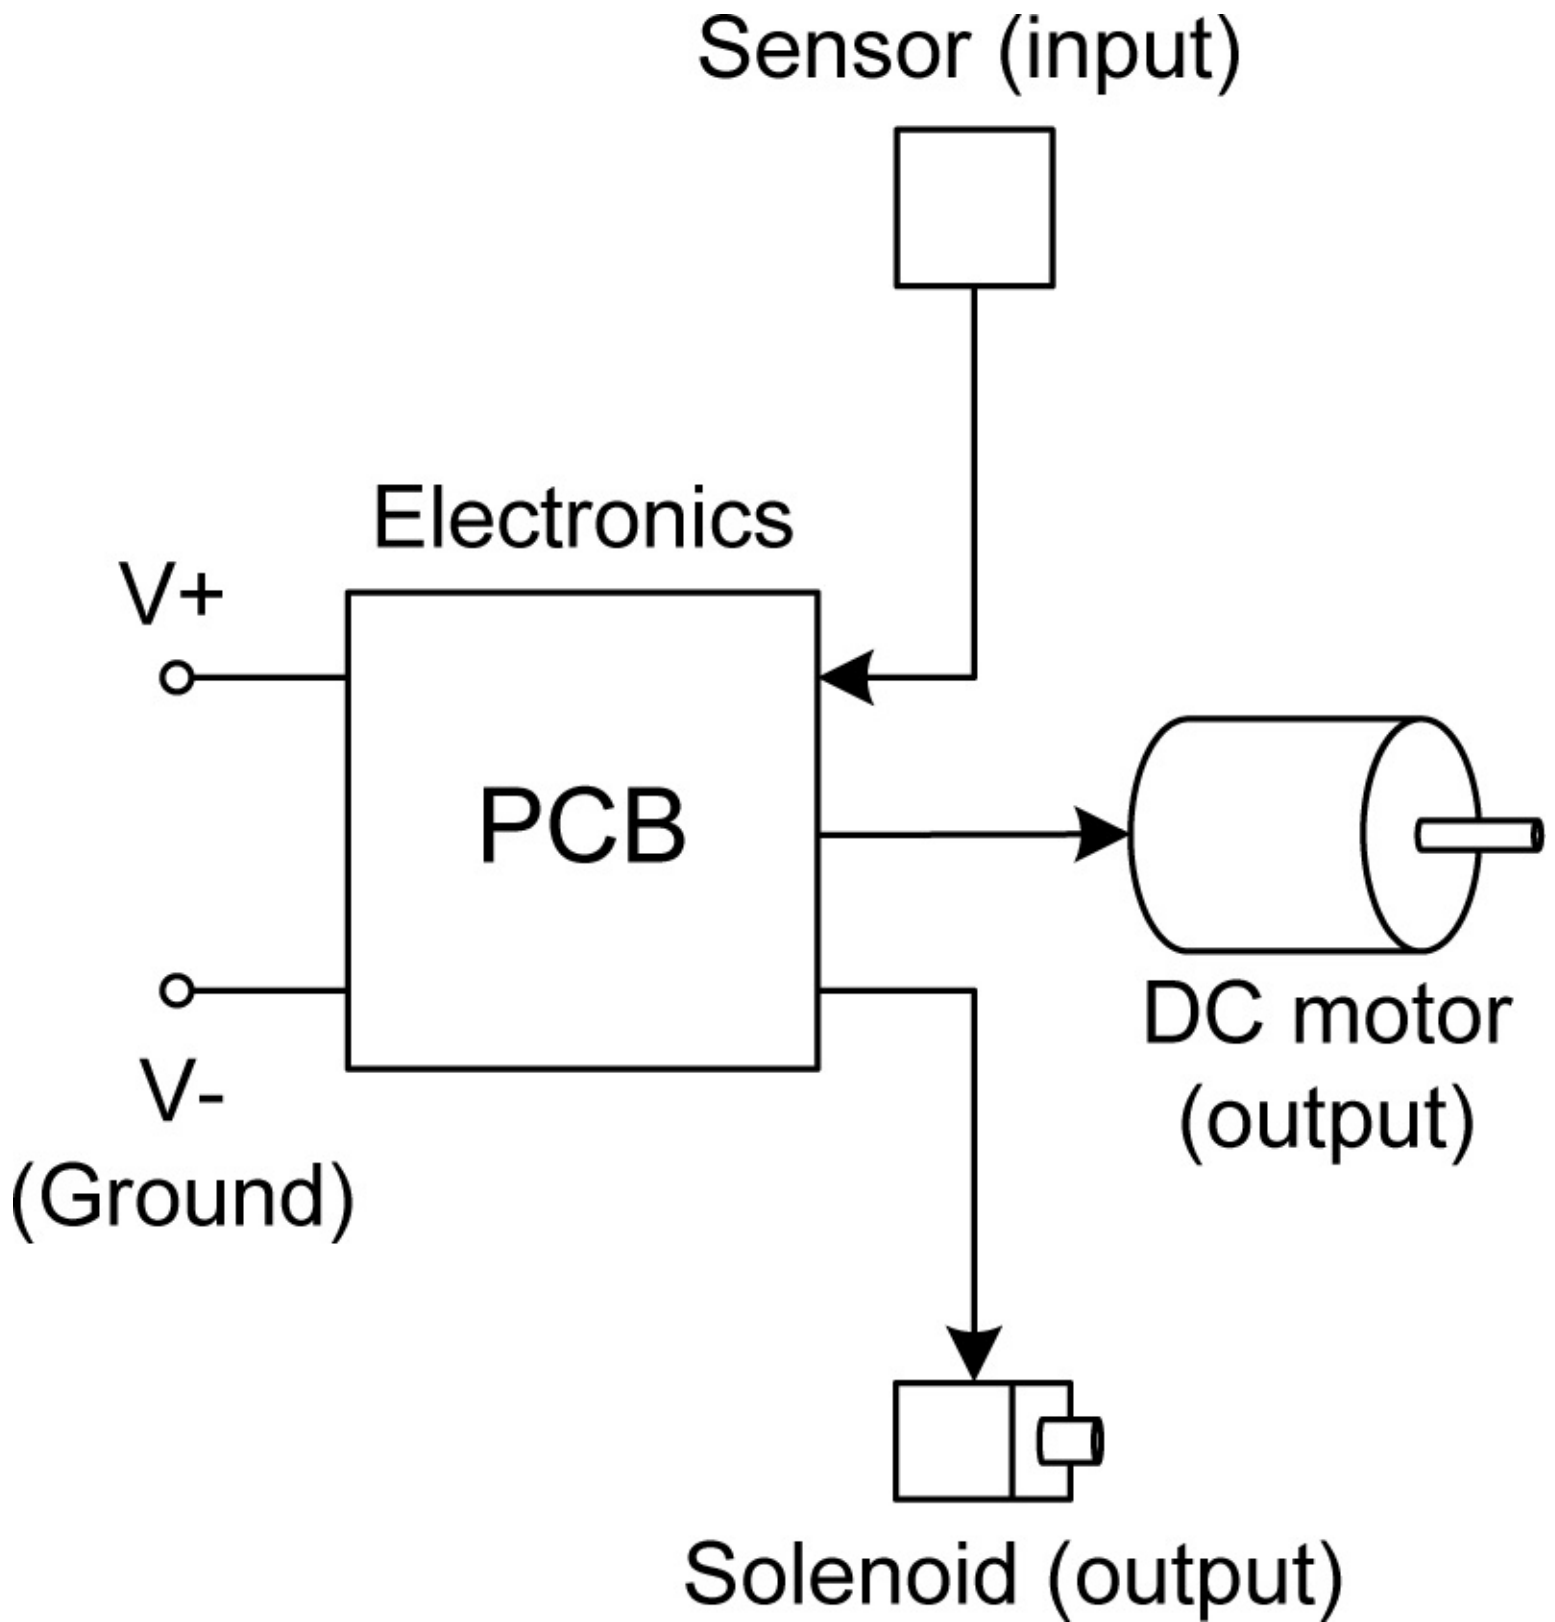 Sensor (input)
Electronics
V+
PCB
V-
(Ground)
DC motor
(output)
Solenoid (output)